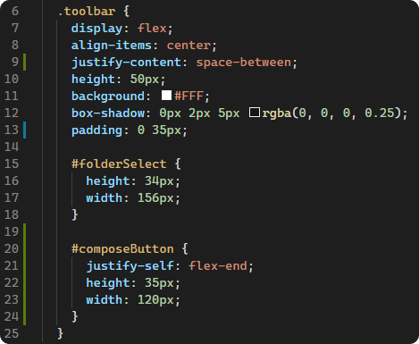 6 .toolbar {
7 display: flex;
8 align-items: center;
9 justify-content: space-between;
10 height: 50px;
11 background: #FFF;
12 box-shadow: 0px 2px 5px rgba(0, 0, 0, 0.25);
13 padding: 0 35px;
14
15 #folderSelect {
16 height: 34px;
17 width: 156px;
18 }
19
20 #composeButton {
21 justify-self: flex-end;
22 height: 35px;
23 width: 120px;
24 }
25 }